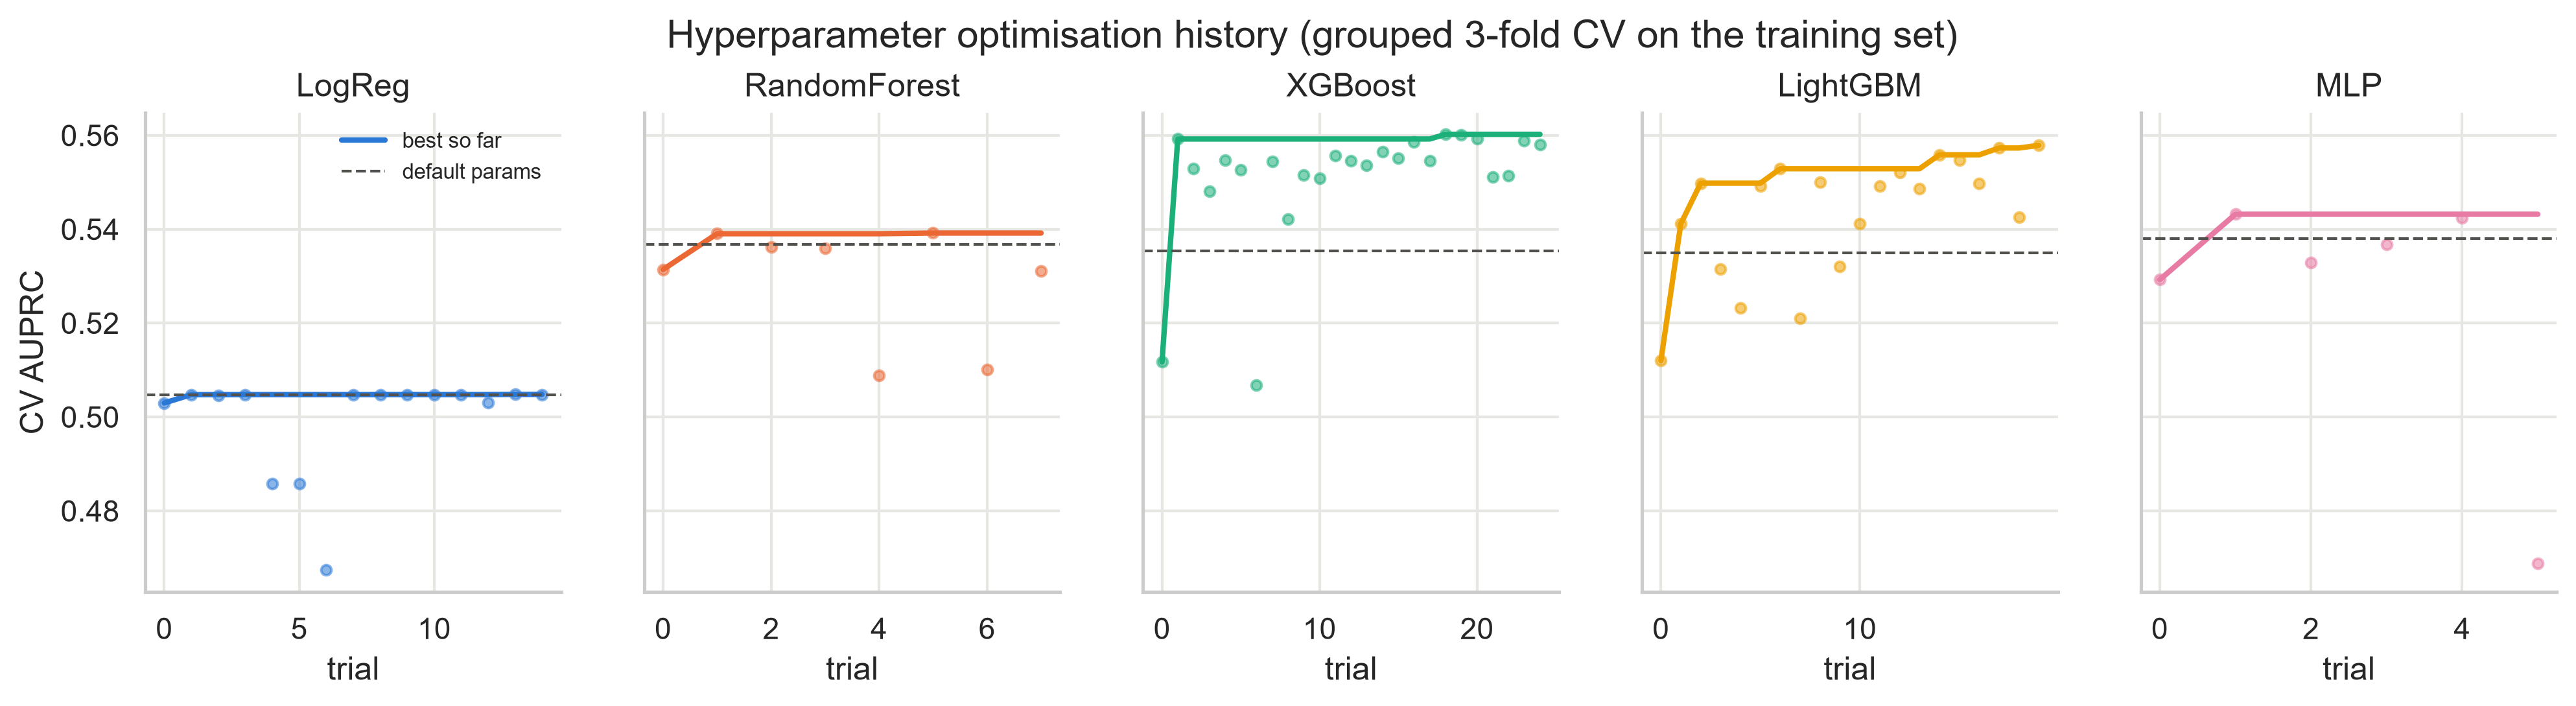 Hyperparameter optimisation history (grouped 3-fold CV on the training set)
LogReg
RandomForest
XGBoost
LightGBM
MLP
CV AUPRC
0.56
0.54
0.52
0.50
0.48
best so far
default params
0 5 10
0 2 4 6
0 10 20
0 10
0 2 4
trial
trial
trial
trial
trial